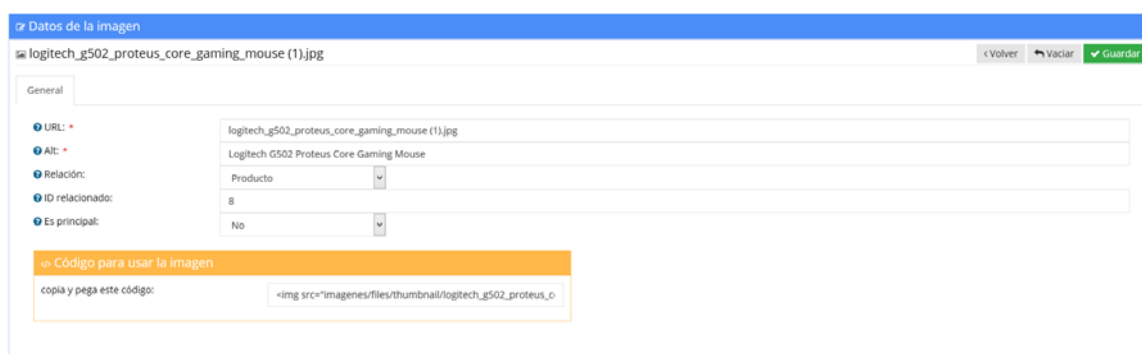 Datos de la imagen
logitech_g502_proteus_core_gaming_mouse (1).jpg
Volver Vaciar Guardar
General
URL: * logitech_g502_proteus_core_gaming_mouse (1).jpg
Alt: * Logitech G502 Proteus Core Gaming Mouse
Relación: Producto
ID relacionado: 8
Es principal: No
Código para usar la imagen
copia y pega este código: <img src="imagenes/files/thumbnail/logitech_g502_proteus_c